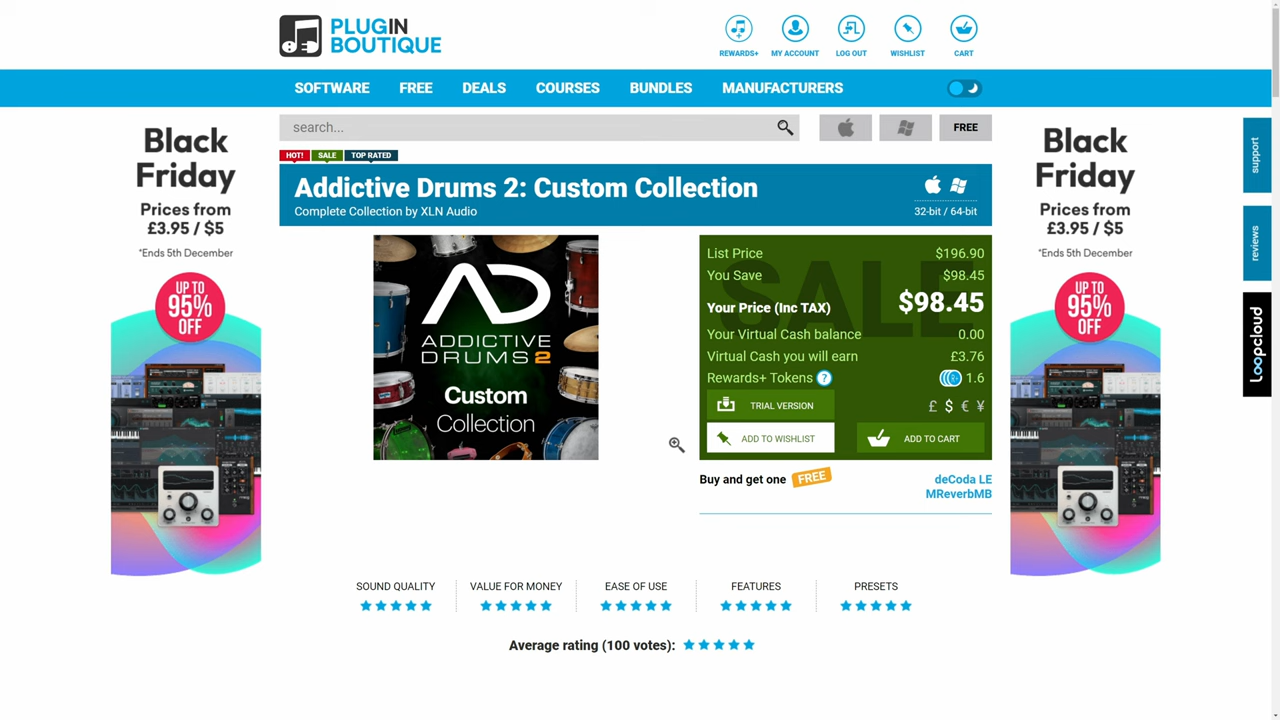 PLUGIN
BOUTIQUE
REWARDS+
MY ACCOUNT
LOG OUT
WISHLIST
CART
SOFTWARE
FREE
DEALS
COURSES
BUNDLES
MANUFACTURERS
search...
FREE
HOT!
SALE
TOP RATED
Addictive Drums 2: Custom Collection
Complete Collection by XLN Audio
32-bit / 64-bit
Black
Friday
Prices from
£3.95 / $5
*Ends 5th December
UP TO
95%
OFF
AD
ADDICTIVE
DRUMS 2
Custom
Collection
SALE
List Price $196.90
You Save $98.45
Your Price (Inc TAX) $98.45
Your Virtual Cash balance 0.00
Virtual Cash you will earn £3.76
Rewards+ Tokens ? 1.6
TRIAL VERSION
£ $ € ¥
ADD TO WISHLIST
ADD TO CART
Buy and get one FREE
deCoda LE
MReverbMB
Black
Friday
Prices from
£3.95 / $5
*Ends 5th December
UP TO
95%
OFF
support
reviews
loopcloud
SOUND QUALITY
VALUE FOR MONEY
EASE OF USE
FEATURES
PRESETS
Average rating (100 votes):